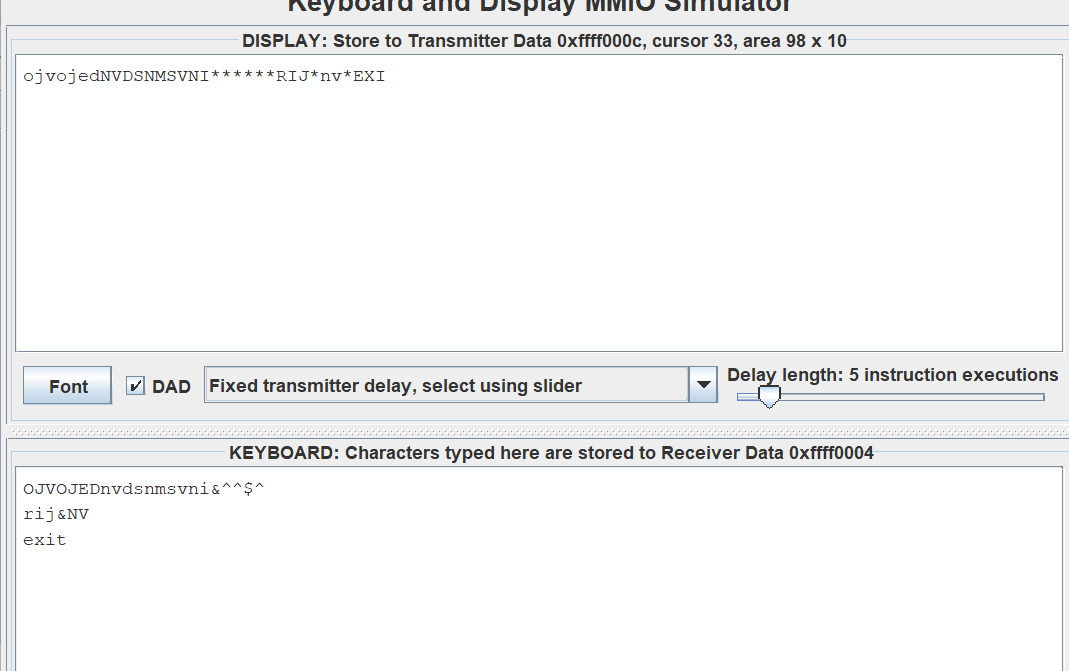 Keyboard and Display MMIO Simulator
DISPLAY: Store to Transmitter Data 0xffff000c, cursor 33, area 98 x 10
ojvojedNVDSNMSVNI******RIJ*nv*EXI
Font
DAD
Fixed transmitter delay, select using slider
Delay length: 5 instruction executions
KEYBOARD: Characters typed here are stored to Receiver Data 0xffff0004
OJVOJEDnvdsnmsvni&^^$^
rij&NV
exit